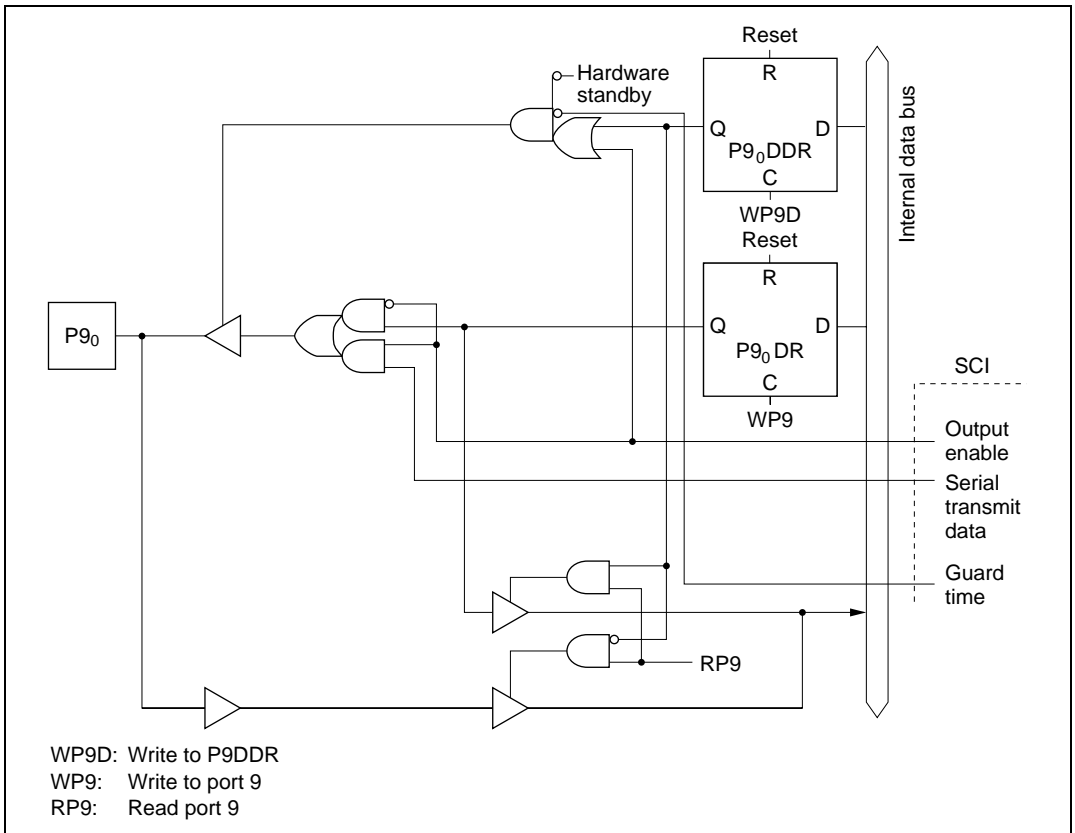 Reset
Hardware
standby
R
Q
D
P9₀DDR
C
WP9D
Internal data bus
Reset
R
P9₀
Q
D
P9₀ DR
C
WP9
SCI
Output
enable
Serial
transmit
data
Guard
time
RP9
WP9D: Write to P9DDR
WP9: Write to port 9
RP9: Read port 9